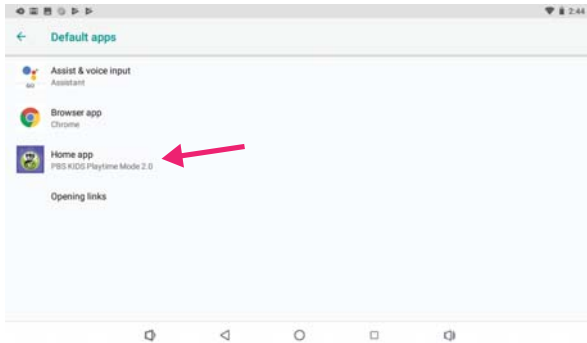 2:44
Default apps
Assist & voice input
Assistant
Browser app
Chrome
Home app
PBS KIDS Playtime Mode 2.0
Opening links